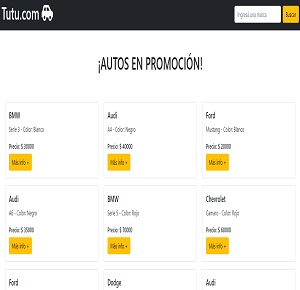 Tutu.com
Ingresá una marca
Buscar
¡AUTOS EN PROMOCIÓN!
BMW
Serie 3 - Color: Blanco
Precio: $ 30000
Más info +
Audi
A4 - Color: Negro
Precio: $ 40000
Más info +
Ford
Mustang - Color: Blanco
Precio: $ 20000
Más info +
Audi
A6 - Color: Negro
Precio: $ 35000
Más info +
BMW
Serie 5 - Color: Rojo
Precio: $ 70000
Más info +
Chevrolet
Camaro - Color: Rojo
Precio: $ 60000
Más info +
Ford
Dodge
Audi